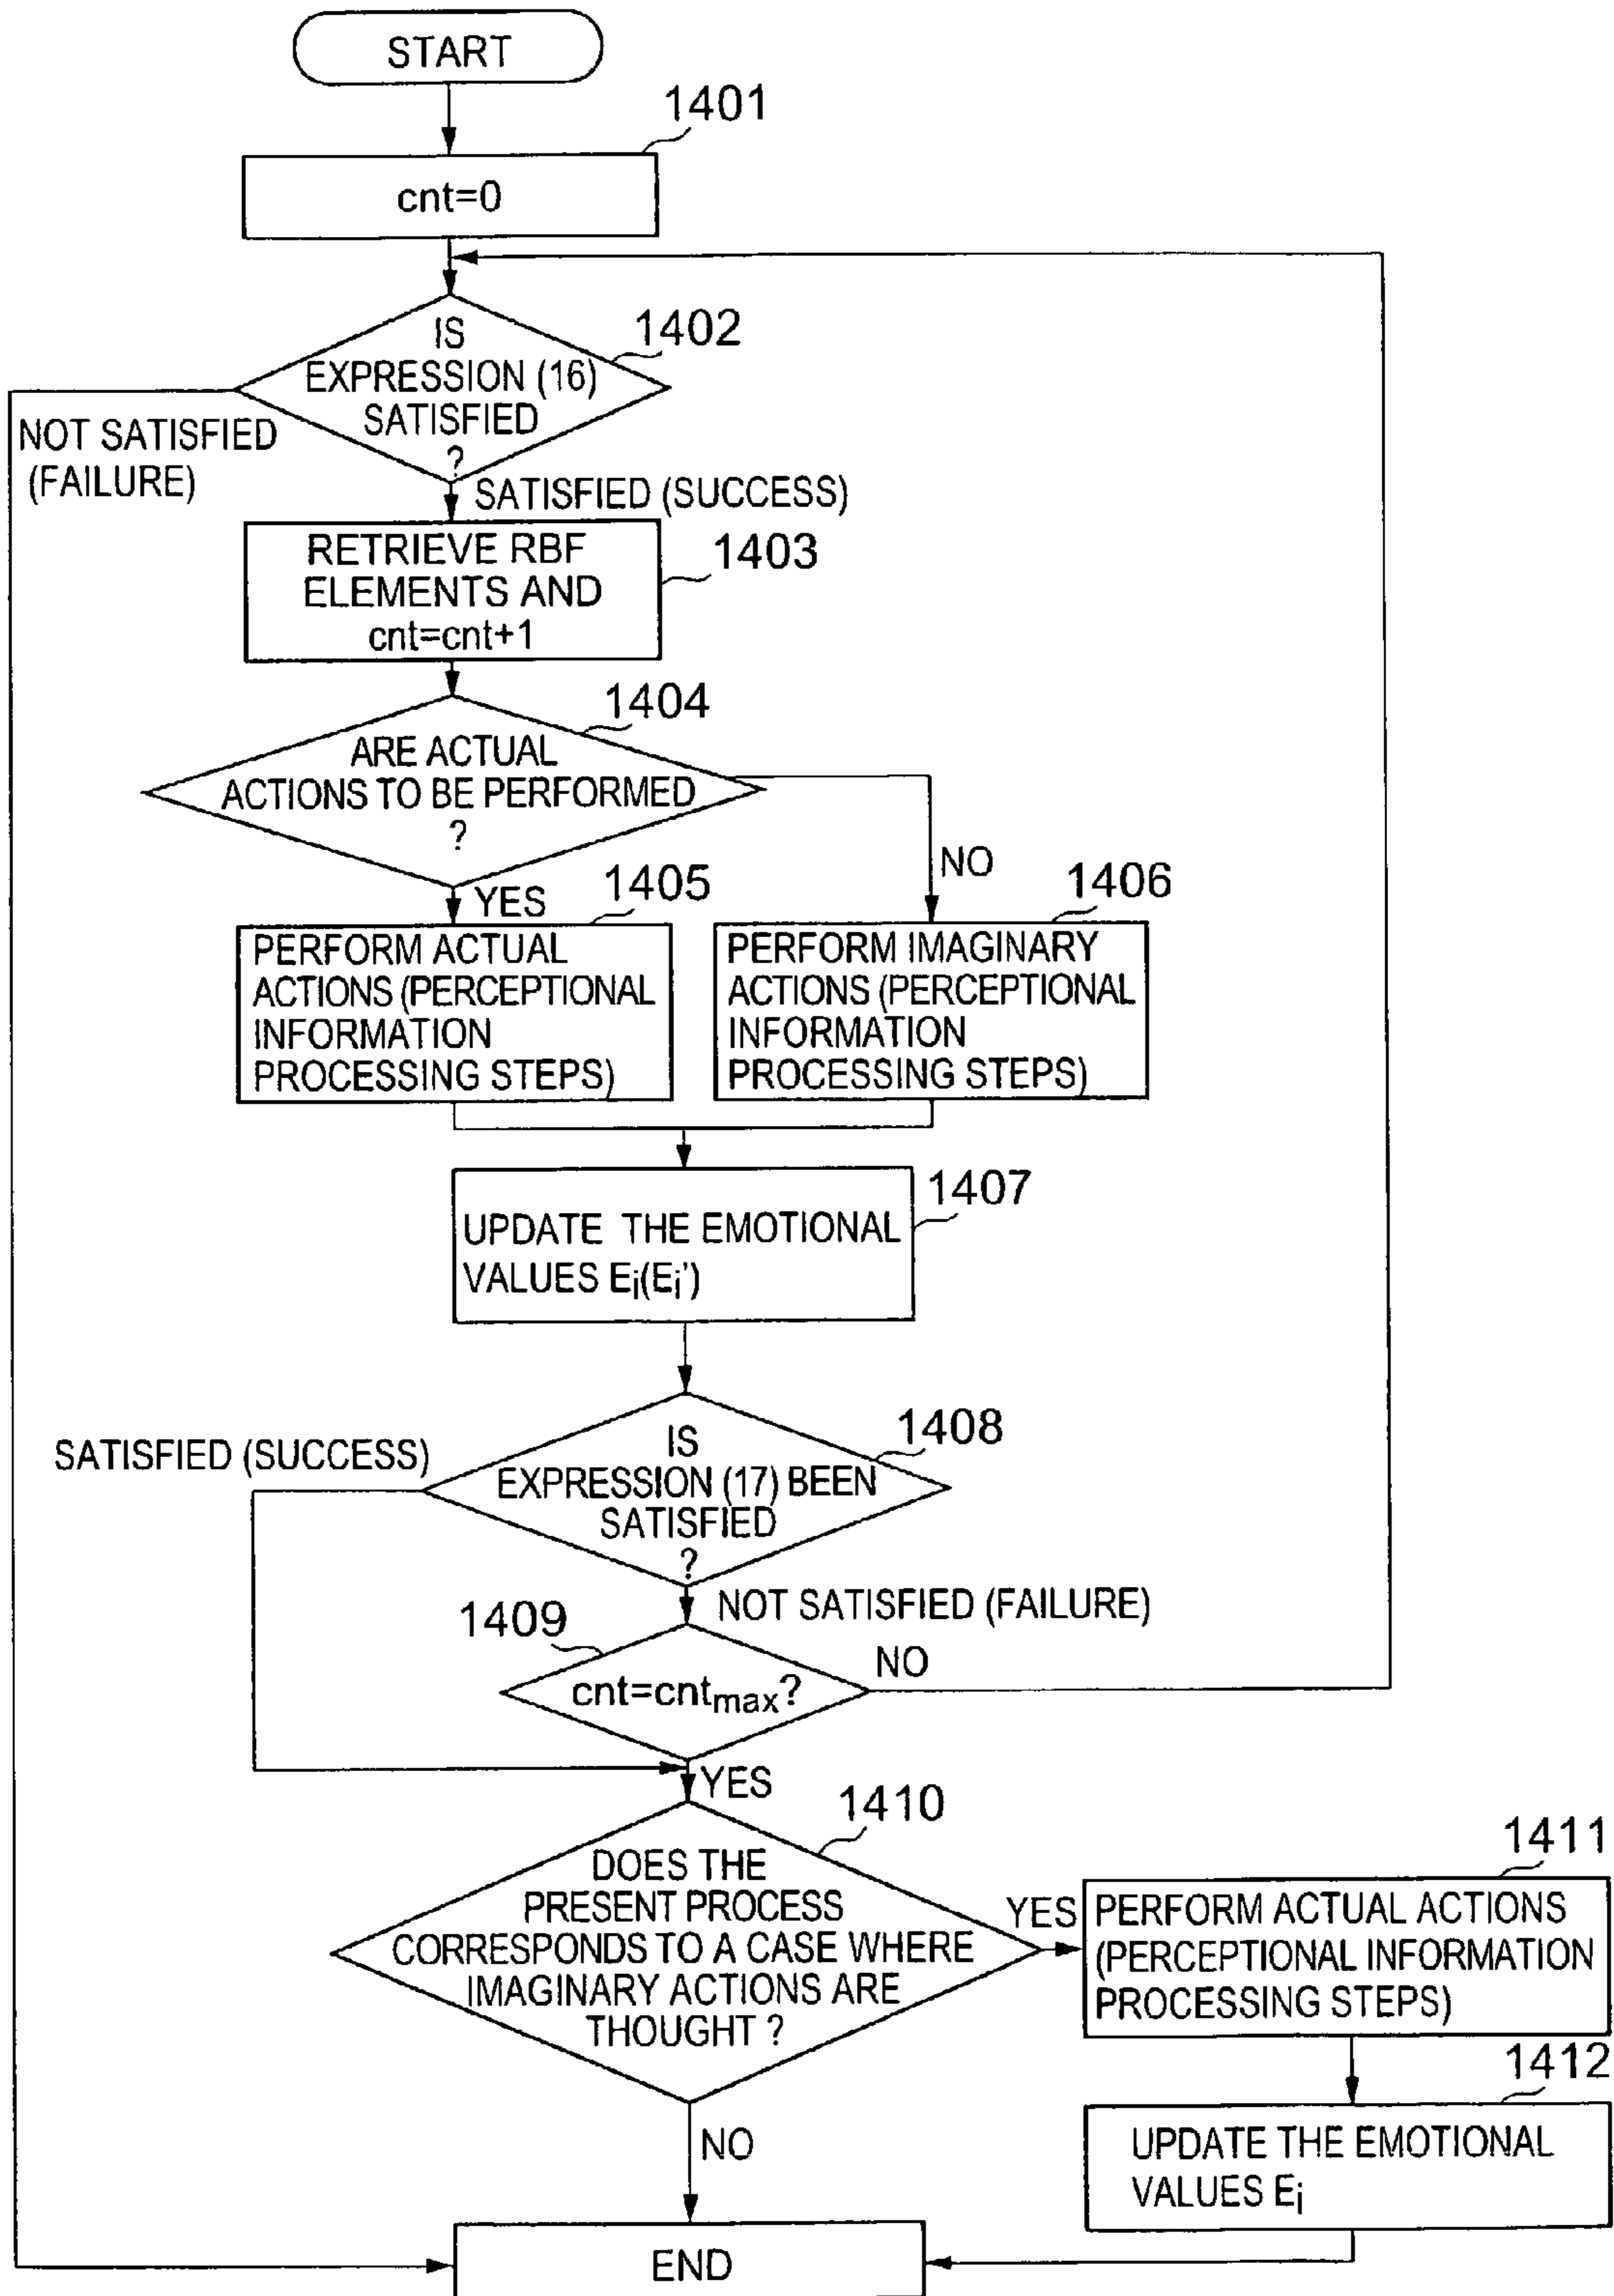 START
1401
cnt=0
1402
IS
EXPRESSION (16)
SATISFIED
?
NOT SATISFIED
(FAILURE)
SATISFIED (SUCCESS)
1403
RETRIEVE RBF
ELEMENTS AND
cnt=cnt+1
1404
ARE ACTUAL
ACTIONS TO BE PERFORMED
?
NO
YES
1405
PERFORM ACTUAL
ACTIONS (PERCEPTIONAL
INFORMATION
PROCESSING STEPS)
1406
PERFORM IMAGINARY
ACTIONS (PERCEPTIONAL
INFORMATION
PROCESSING STEPS)
1407
UPDATE THE EMOTIONAL
VALUES Ei(Ei')
1408
IS
EXPRESSION (17) BEEN
SATISFIED
?
SATISFIED (SUCCESS)
NOT SATISFIED (FAILURE)
1409
cnt=cntmax?
NO
YES
1410
DOES THE
PRESENT PROCESS
CORRESPONDS TO A CASE WHERE
IMAGINARY ACTIONS ARE
THOUGHT ?
YES
1411
PERFORM ACTUAL ACTIONS
(PERCEPTIONAL INFORMATION
PROCESSING STEPS)
1412
UPDATE THE EMOTIONAL
VALUES Ei
NO
END